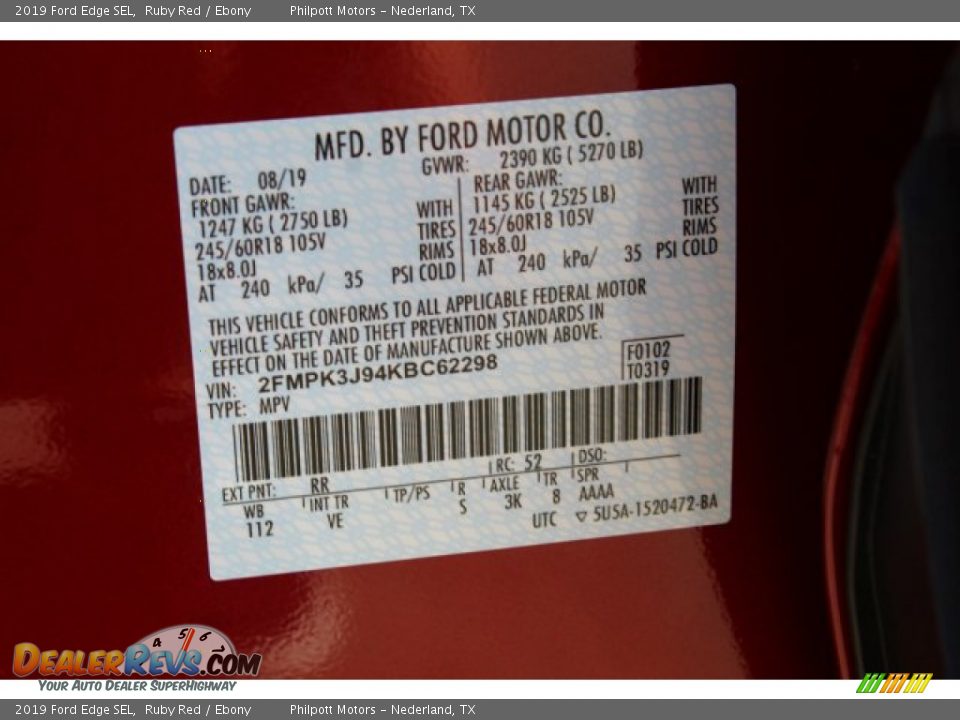 2019 Ford Edge SEL, Ruby Red / Ebony Philpott Motors - Nederland, TX
MFD. BY FORD MOTOR CO.
DATE: 08/19 GVWR: 2390 KG ( 5270 LB)
FRONT GAWR: REAR GAWR:
1247 KG ( 2750 LB) WITH 1145 KG ( 2525 LB) WITH
245/60R18 105V TIRES 245/60R18 105V TIRES
18x8.0J RIMS 18x8.0J RIMS
AT 240 kPa/ 35 PSI COLD AT 240 kPa/ 35 PSI COLD
THIS VEHICLE CONFORMS TO ALL APPLICABLE FEDERAL MOTOR
VEHICLE SAFETY AND THEFT PREVENTION STANDARDS IN
EFFECT ON THE DATE OF MANUFACTURE SHOWN ABOVE.
VIN: 2FMPK3J94KBC62298 F0102
TYPE: MPV T0319
EXT PNT: RR RC: 52 DSO:
WB INT TR TP/PS R AXLE TR SPR
112 VE S 3K 8 AAAA
UTC ▽ 5U5A-1520472-BA
4 5 6
DEALERREVS.COM
YOUR AUTO DEALER SUPERHIGHWAY
2019 Ford Edge SEL, Ruby Red / Ebony Philpott Motors - Nederland, TX